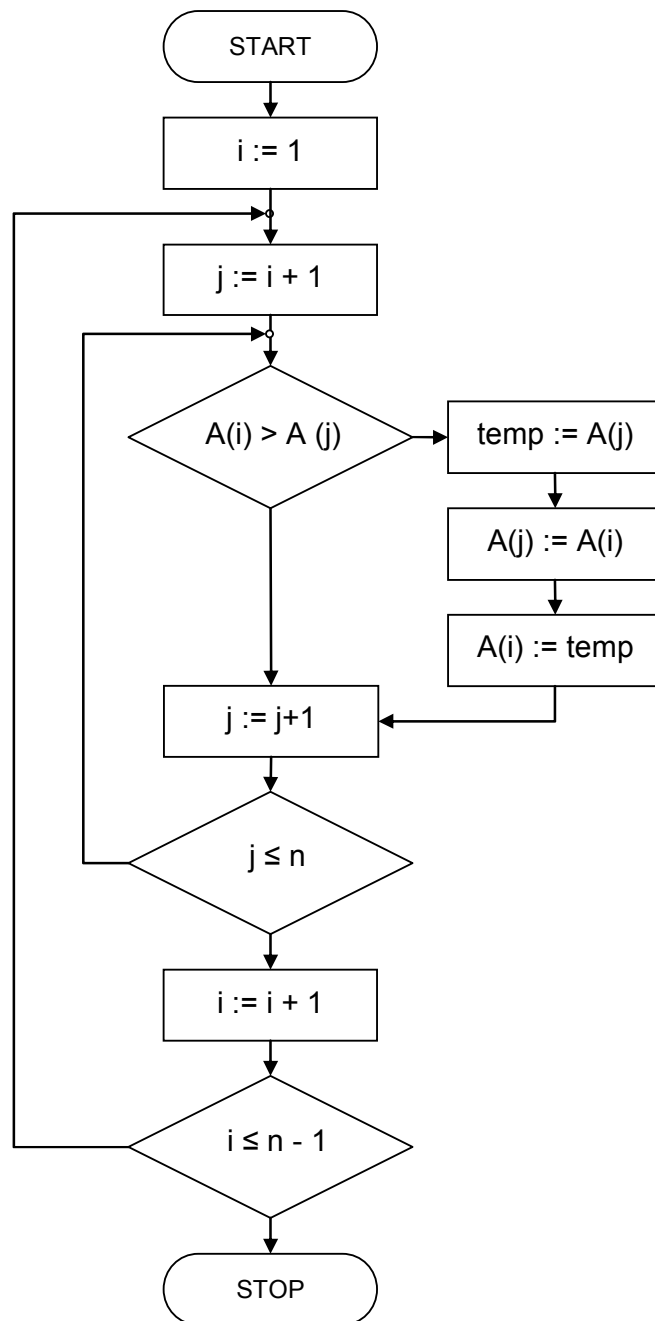 START
i := 1
j := i + 1
A(i) > A (j)
temp := A(j)
A(j) := A(i)
A(i) := temp
j := j+1
j ≤ n
i := i + 1
i ≤ n - 1
STOP